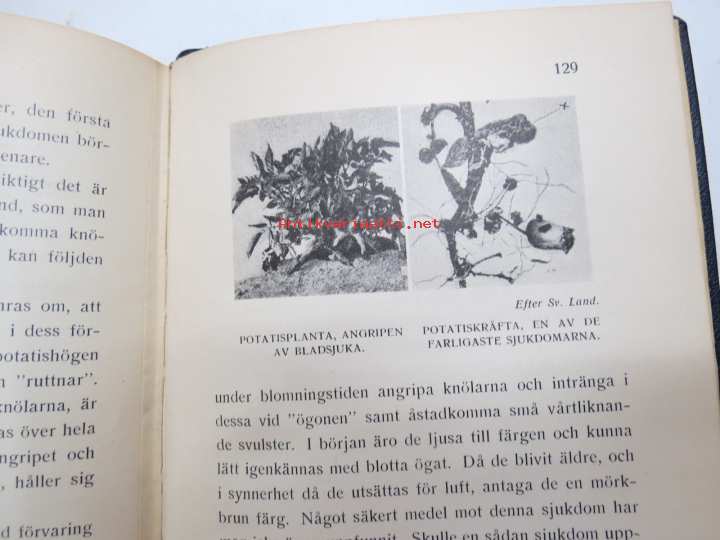 er, den första
jukdomen bör-
enare.
iktigt det är
nd, som man
komma knö-
kan följden
nras om, att
i dess för-
potatishögen
n "ruttnar".
knölarna, är
as över hela
ngripet och
, håller sig
d förvaring
129
Antikvariaatti.net
Efter Sv. Land.
POTATISPLANTA, ANGRIPEN
AV BLADSJUKA.
POTATISKRÄFTA, EN AV DE
FARLIGASTE SJUKDOMARNA.
under blomningstiden angripa knölarna och intränga i
dessa vid "ögonen" samt åstadkomma små vårtliknan-
de svulster. I början äro de ljusa till färgen och kunna
lätt igenkännas med blotta ögat. Då de blivit äldre, och
i synnerhet då de utsättas för luft, antaga de en mörk-
brun färg. Något säkert medel mot denna sjukdom har
Skulle en sådan sjukdom upp-